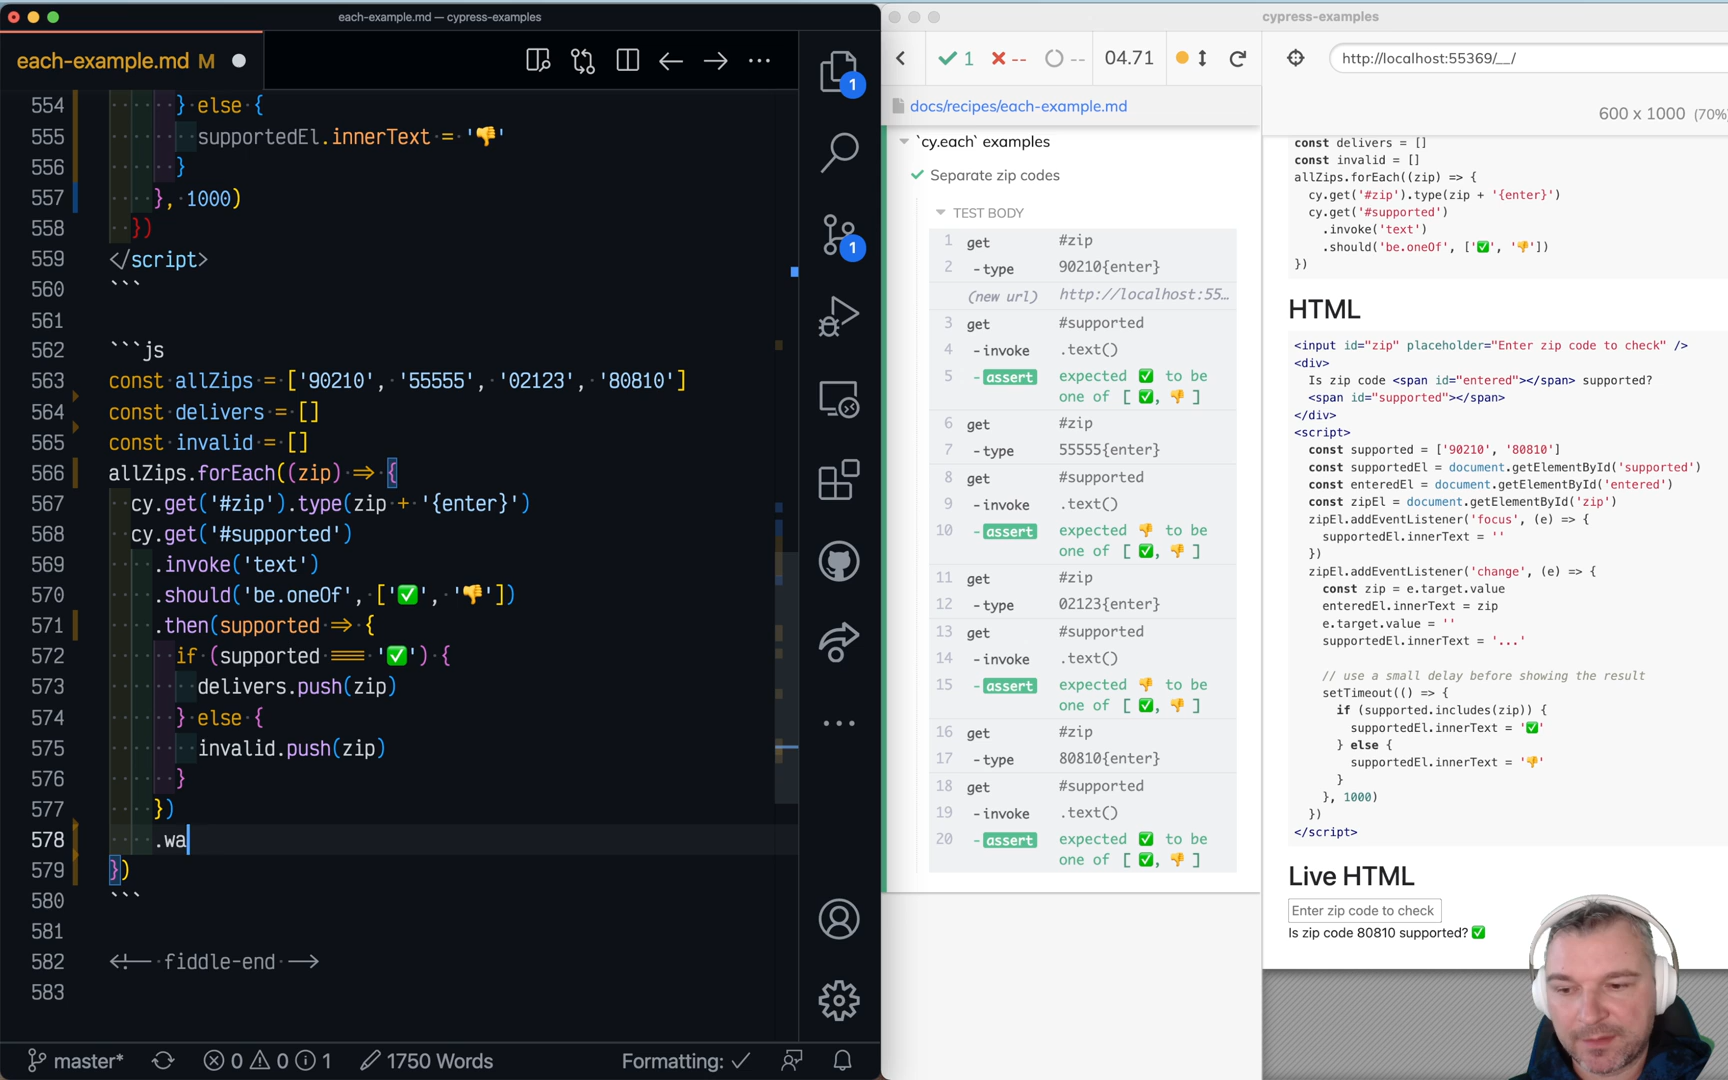 each-example.md — cypress-examples
each-example.md M
554 } else {
555 supportedEl.innerText = '👎'
556 }
557 }, 1000)
558 })
559 </script>
560 ```
561
562 ```js
563 const allZips = ['90210', '55555', '02123', '80810']
564 const delivers = []
565 const invalid = []
566 allZips.forEach((zip) => {
567 cy.get('#zip').type(zip + '{enter}')
568 cy.get('#supported')
569 .invoke('text')
570 .should('be.oneOf', ['✅', '👎'])
571 .then(supported => {
572 if (supported === '✅') {
573 delivers.push(zip)
574 } else {
575 invalid.push(zip)
576 }
577 })
578 .wa
579 })
580 ```
581
582 <!-- fiddle-end -->
583
1
1
master* 0 0 1 1750 Words Formatting: ✓
cypress-examples
1 -- -- 04.71
docs/recipes/each-example.md
`cy.each` examples
Separate zip codes
TEST BODY
1 get #zip
2 -type 90210{enter}
(new url) http://localhost:55…
3 get #supported
4 -invoke .text()
5 -assert expected ✅ to be
one of [ ✅, 👎 ]
6 get #zip
7 -type 55555{enter}
8 get #supported
9 -invoke .text()
10 -assert expected 👎 to be
one of [ ✅, 👎 ]
11 get #zip
12 -type 02123{enter}
13 get #supported
14 -invoke .text()
15 -assert expected 👎 to be
one of [ ✅, 👎 ]
16 get #zip
17 -type 80810{enter}
18 get #supported
19 -invoke .text()
20 -assert expected ✅ to be
one of [ ✅, 👎 ]
http://localhost:55369/__/
600 x 1000 (70%
const delivers = []
const invalid = []
allZips.forEach((zip) => {
cy.get('#zip').type(zip + '{enter}')
cy.get('#supported')
.invoke('text')
.should('be.oneOf', ['✅', '👎'])
})
HTML
<input id="zip" placeholder="Enter zip code to check" />
<div>
Is zip code <span id="entered"></span> supported?
<span id="supported"></span>
</div>
<script>
const supported = ['90210', '80810']
const supportedEl = document.getElementById('supported')
const enteredEl = document.getElementById('entered')
const zipEl = document.getElementById('zip')
zipEl.addEventListener('focus', (e) => {
supportedEl.innerText = ''
})
zipEl.addEventListener('change', (e) => {
const zip = e.target.value
enteredEl.innerText = zip
e.target.value = ''
supportedEl.innerText = '...'
// use a small delay before showing the result
setTimeout(() => {
if (supported.includes(zip)) {
supportedEl.innerText = '✅'
} else {
supportedEl.innerText = '👎'
}
}, 1000)
})
</script>
Live HTML
Enter zip code to check
Is zip code 80810 supported? ✅